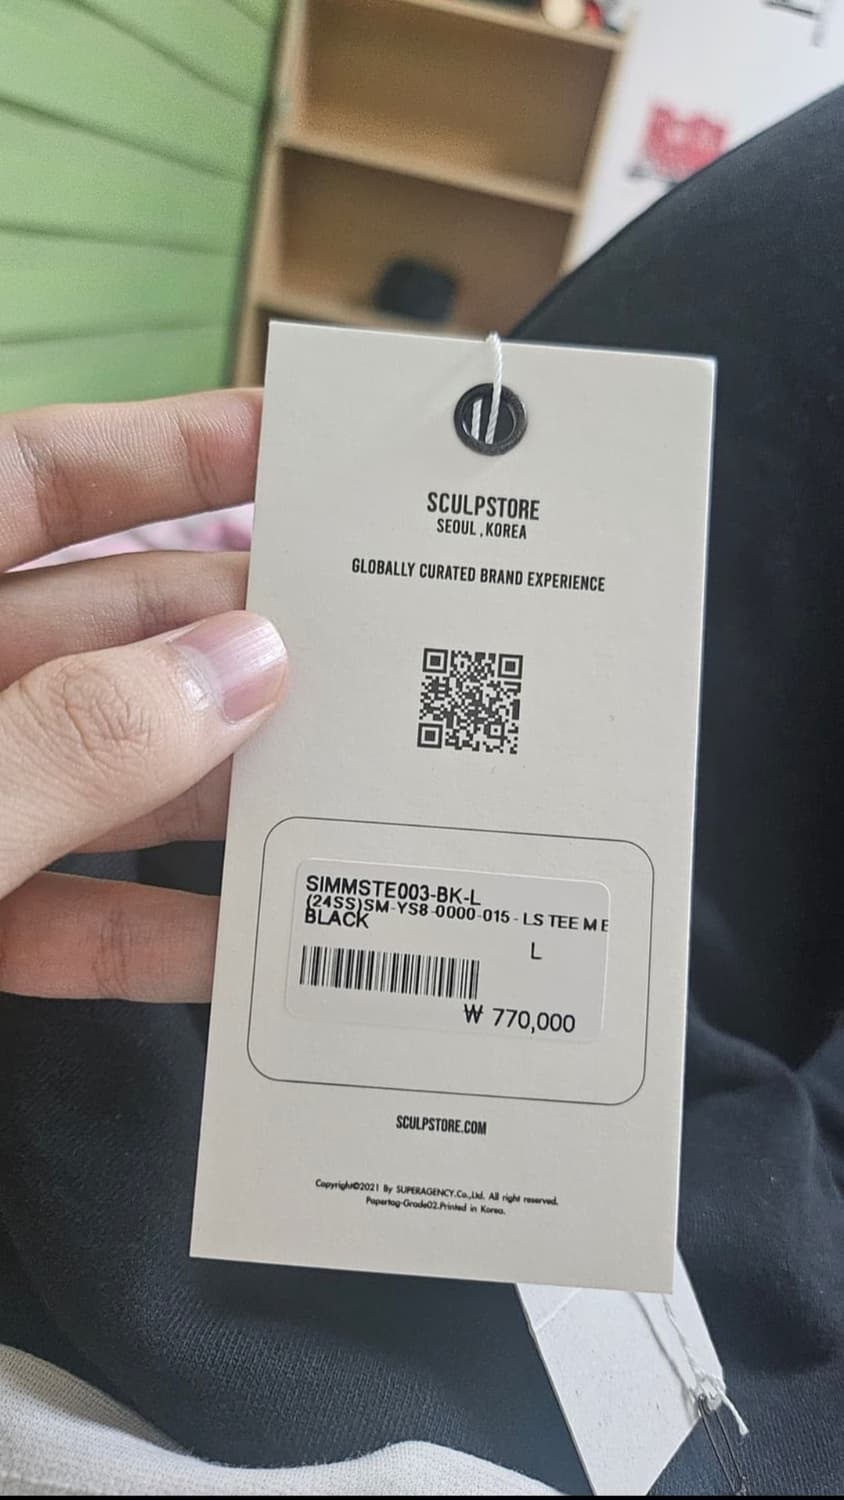 SCULPSTORE
SEOUL , KOREA
GLOBALLY CURATED BRAND EXPERIENCE
SIMMSTE003-BK-L
(24SS)SM-YS8-0000-015 - LS TEE M E
BLACK
L
₩ 770,000
SCULPSTORE.COM
Copyright©2021 By SUPERAGENCY.Co.,Ltd. All right reserved.
Papertag-Grade02.Printed in Korea.